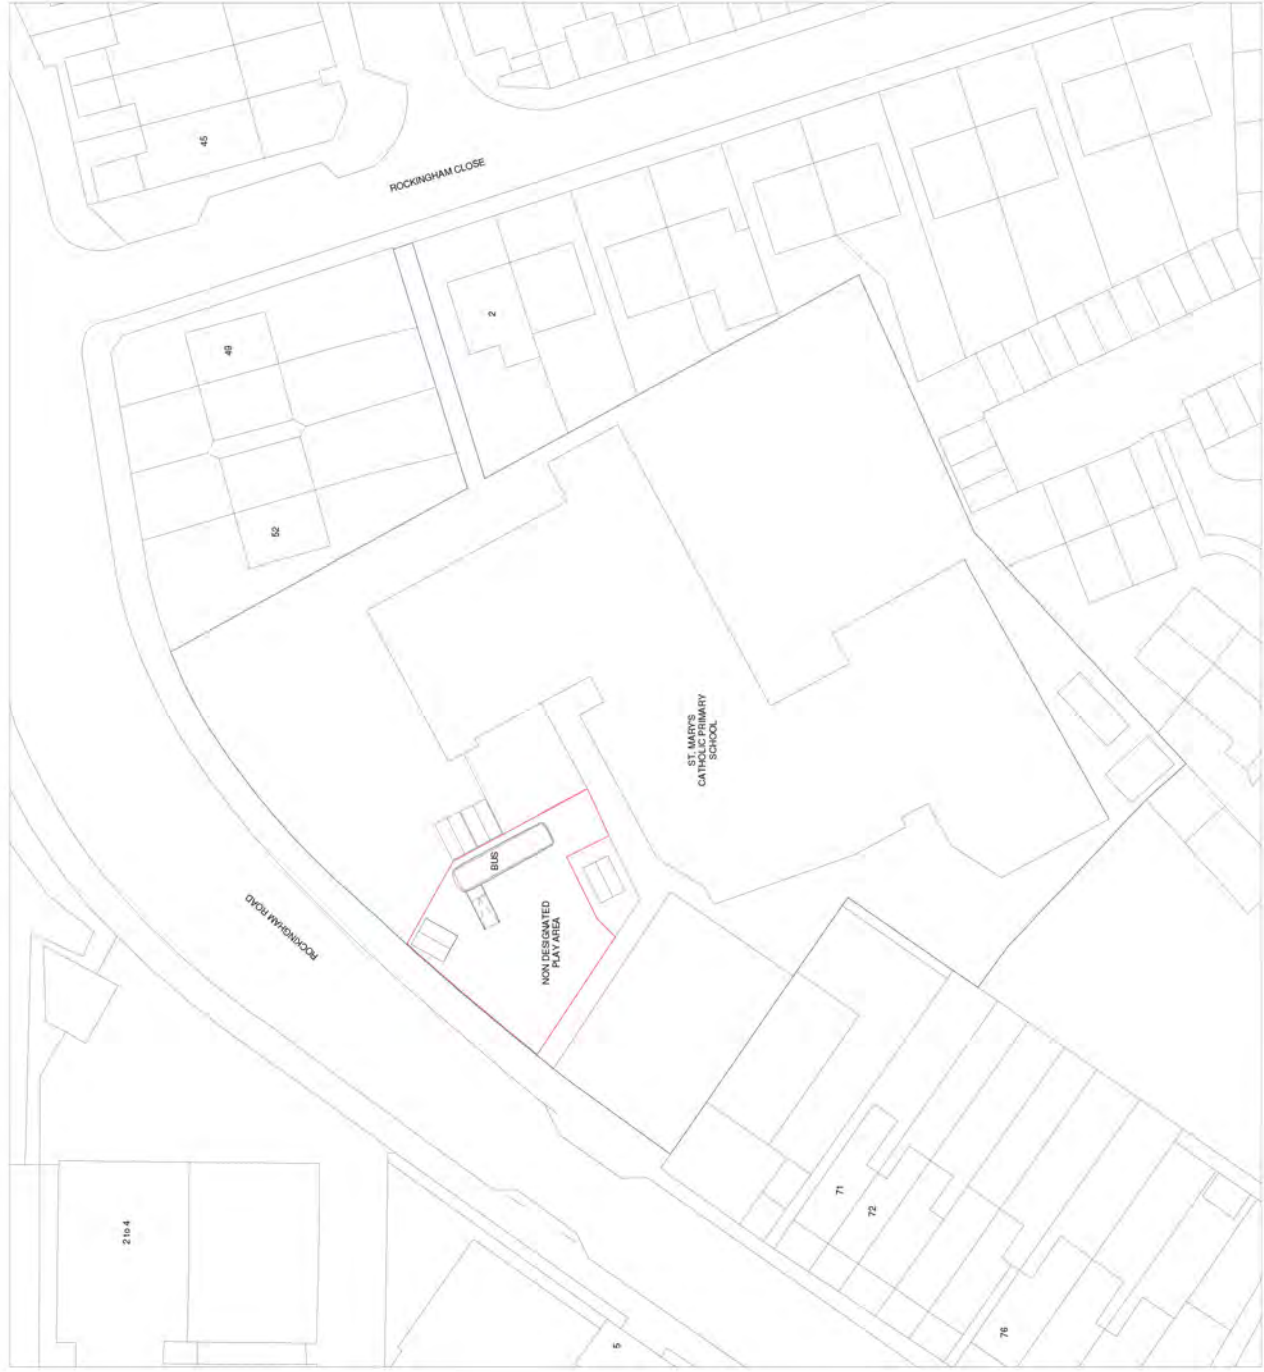 45
ROCKINGHAM CLOSE
2
49
52
ST. MARY'S
CATHOLIC PRIMARY
SCHOOL
BUS
NON DESIGNATED
PLAY AREA
ROCKINGHAM ROAD
71
72
2 to 4
76
5